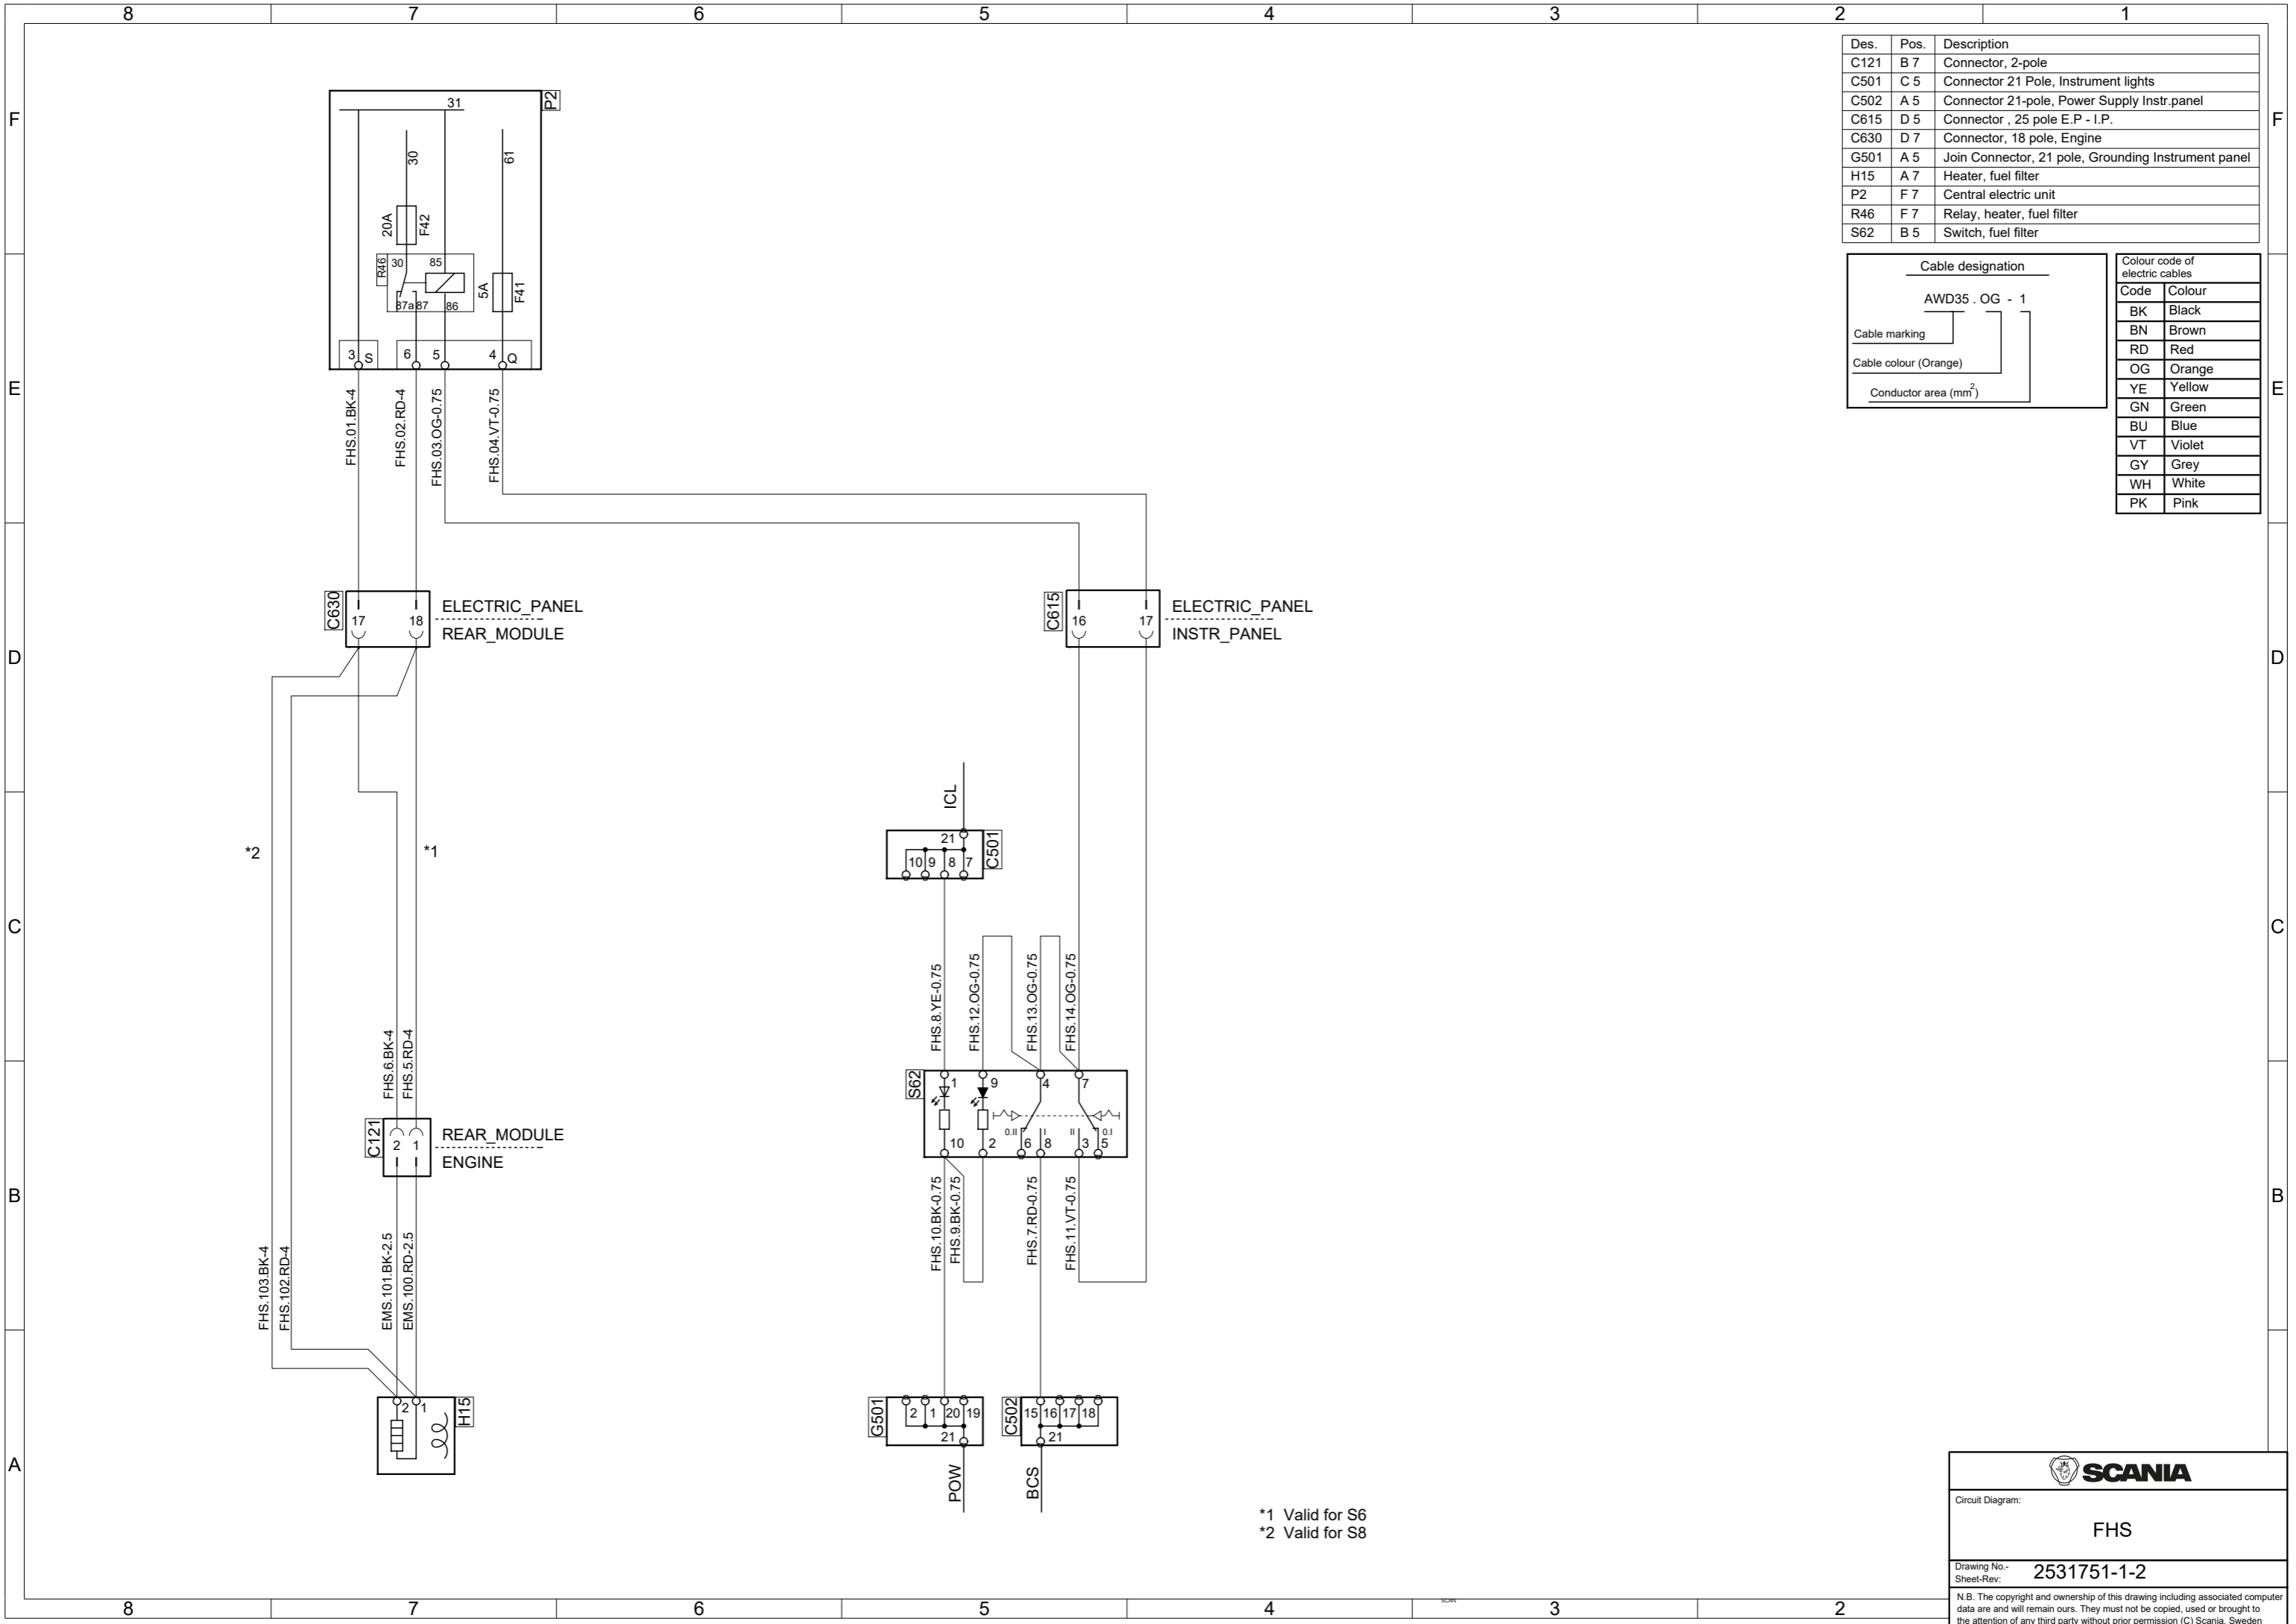 8 7 6 5 4 3 2 1
Des. Pos. Description
C121 B 7 Connector, 2-pole
C501 C 5 Connector 21 Pole, Instrument lights
C502 A 5 Connector 21-pole, Power Supply Instr.panel
C615 D 5 Connector , 25 pole E.P - I.P.
C630 D 7 Connector, 18 pole, Engine
G501 A 5 Join Connector, 21 pole, Grounding Instrument panel
H15 A 7 Heater, fuel filter
P2 F 7 Central electric unit
R46 F 7 Relay, heater, fuel filter
S62 B 5 Switch, fuel filter
Cable designation
AWD35 . OG - 1
Cable marking
Cable colour (Orange)
Conductor area (mm2)
Colour code of
electric cables
Code Colour
BK Black
BN Brown
RD Red
OG Orange
YE Yellow
GN Green
BU Blue
VT Violet
GY Grey
WH White
PK Pink
F F
E E
D D
C C
B B
A A
P2
31
30
61
20A
F42
R46
30 85
87a 87 86
5A
F41
3 S 6 5 4 Q
FHS.01.BK-4
FHS.02.RD-4
FHS.03.OG-0.75
FHS.04.VT-0.75
C630
17 18
ELECTRIC_PANEL
REAR_MODULE
C615
16 17
ELECTRIC_PANEL
INSTR_PANEL
*2
*1
ICL
C501
21
10 9 8 7
FHS.8.YE-0.75
FHS.12.OG-0.75
FHS.13.OG-0.75
FHS.14.OG-0.75
FHS.6.BK-4
FHS.5.RD-4
S62
1 9 4 7
0.II I II 0.I
10 2 6 8 3 5
C121
2 1
REAR_MODULE
ENGINE
FHS.10.BK-0.75
FHS.9.BK-0.75
FHS.7.RD-0.75
FHS.11.VT-0.75
FHS.103.BK-4
FHS.102.RD-4
EMS.101.BK-2.5
EMS.100.RD-2.5
H15
2 1
G501
2 1 20 19
21
POW
C502
15 16 17 18
21
BCS
*1 Valid for S6
*2 Valid for S8
SCANIA
Circuit Diagram:
FHS
Drawing No.-
Sheet-Rev:
2531751-1-2
N.B. The copyright and ownership of this drawing including associated computer
data are and will remain ours. They must not be copied, used or brought to
the attention of any third party without prior permission (C) Scania, Sweden
8 7 6 5 4 3 2